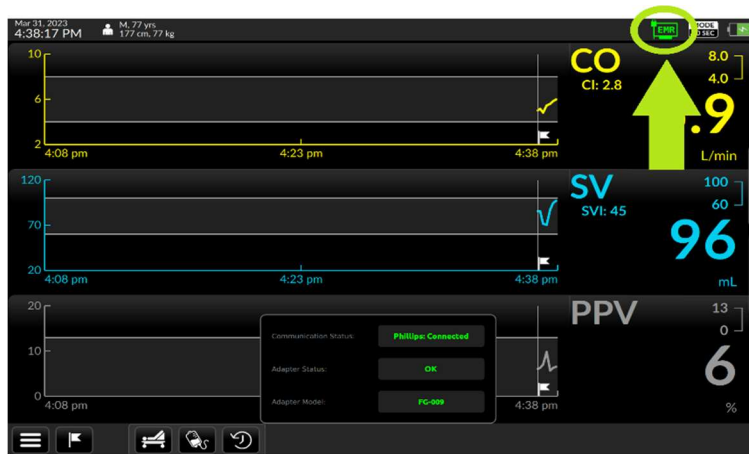 Mar 31, 2023
4:38:17 PM
M, 77 yrs
177 cm, 77 kg
EMR
MODE
SEC
10
6
2
4:08 pm
4:23 pm
4:38 pm
CO
CI: 2.8
8.0
4.0
.9
L/min
120
70
20
4:08 pm
4:23 pm
4:38 pm
SV
SVI: 45
100
60
96
mL
20
10
0
4:08 pm
4:38 pm
PPV
13
0
6
%
Communication Status:
Phillips: Connected
Adapter Status:
OK
Adapter Model:
FG-009